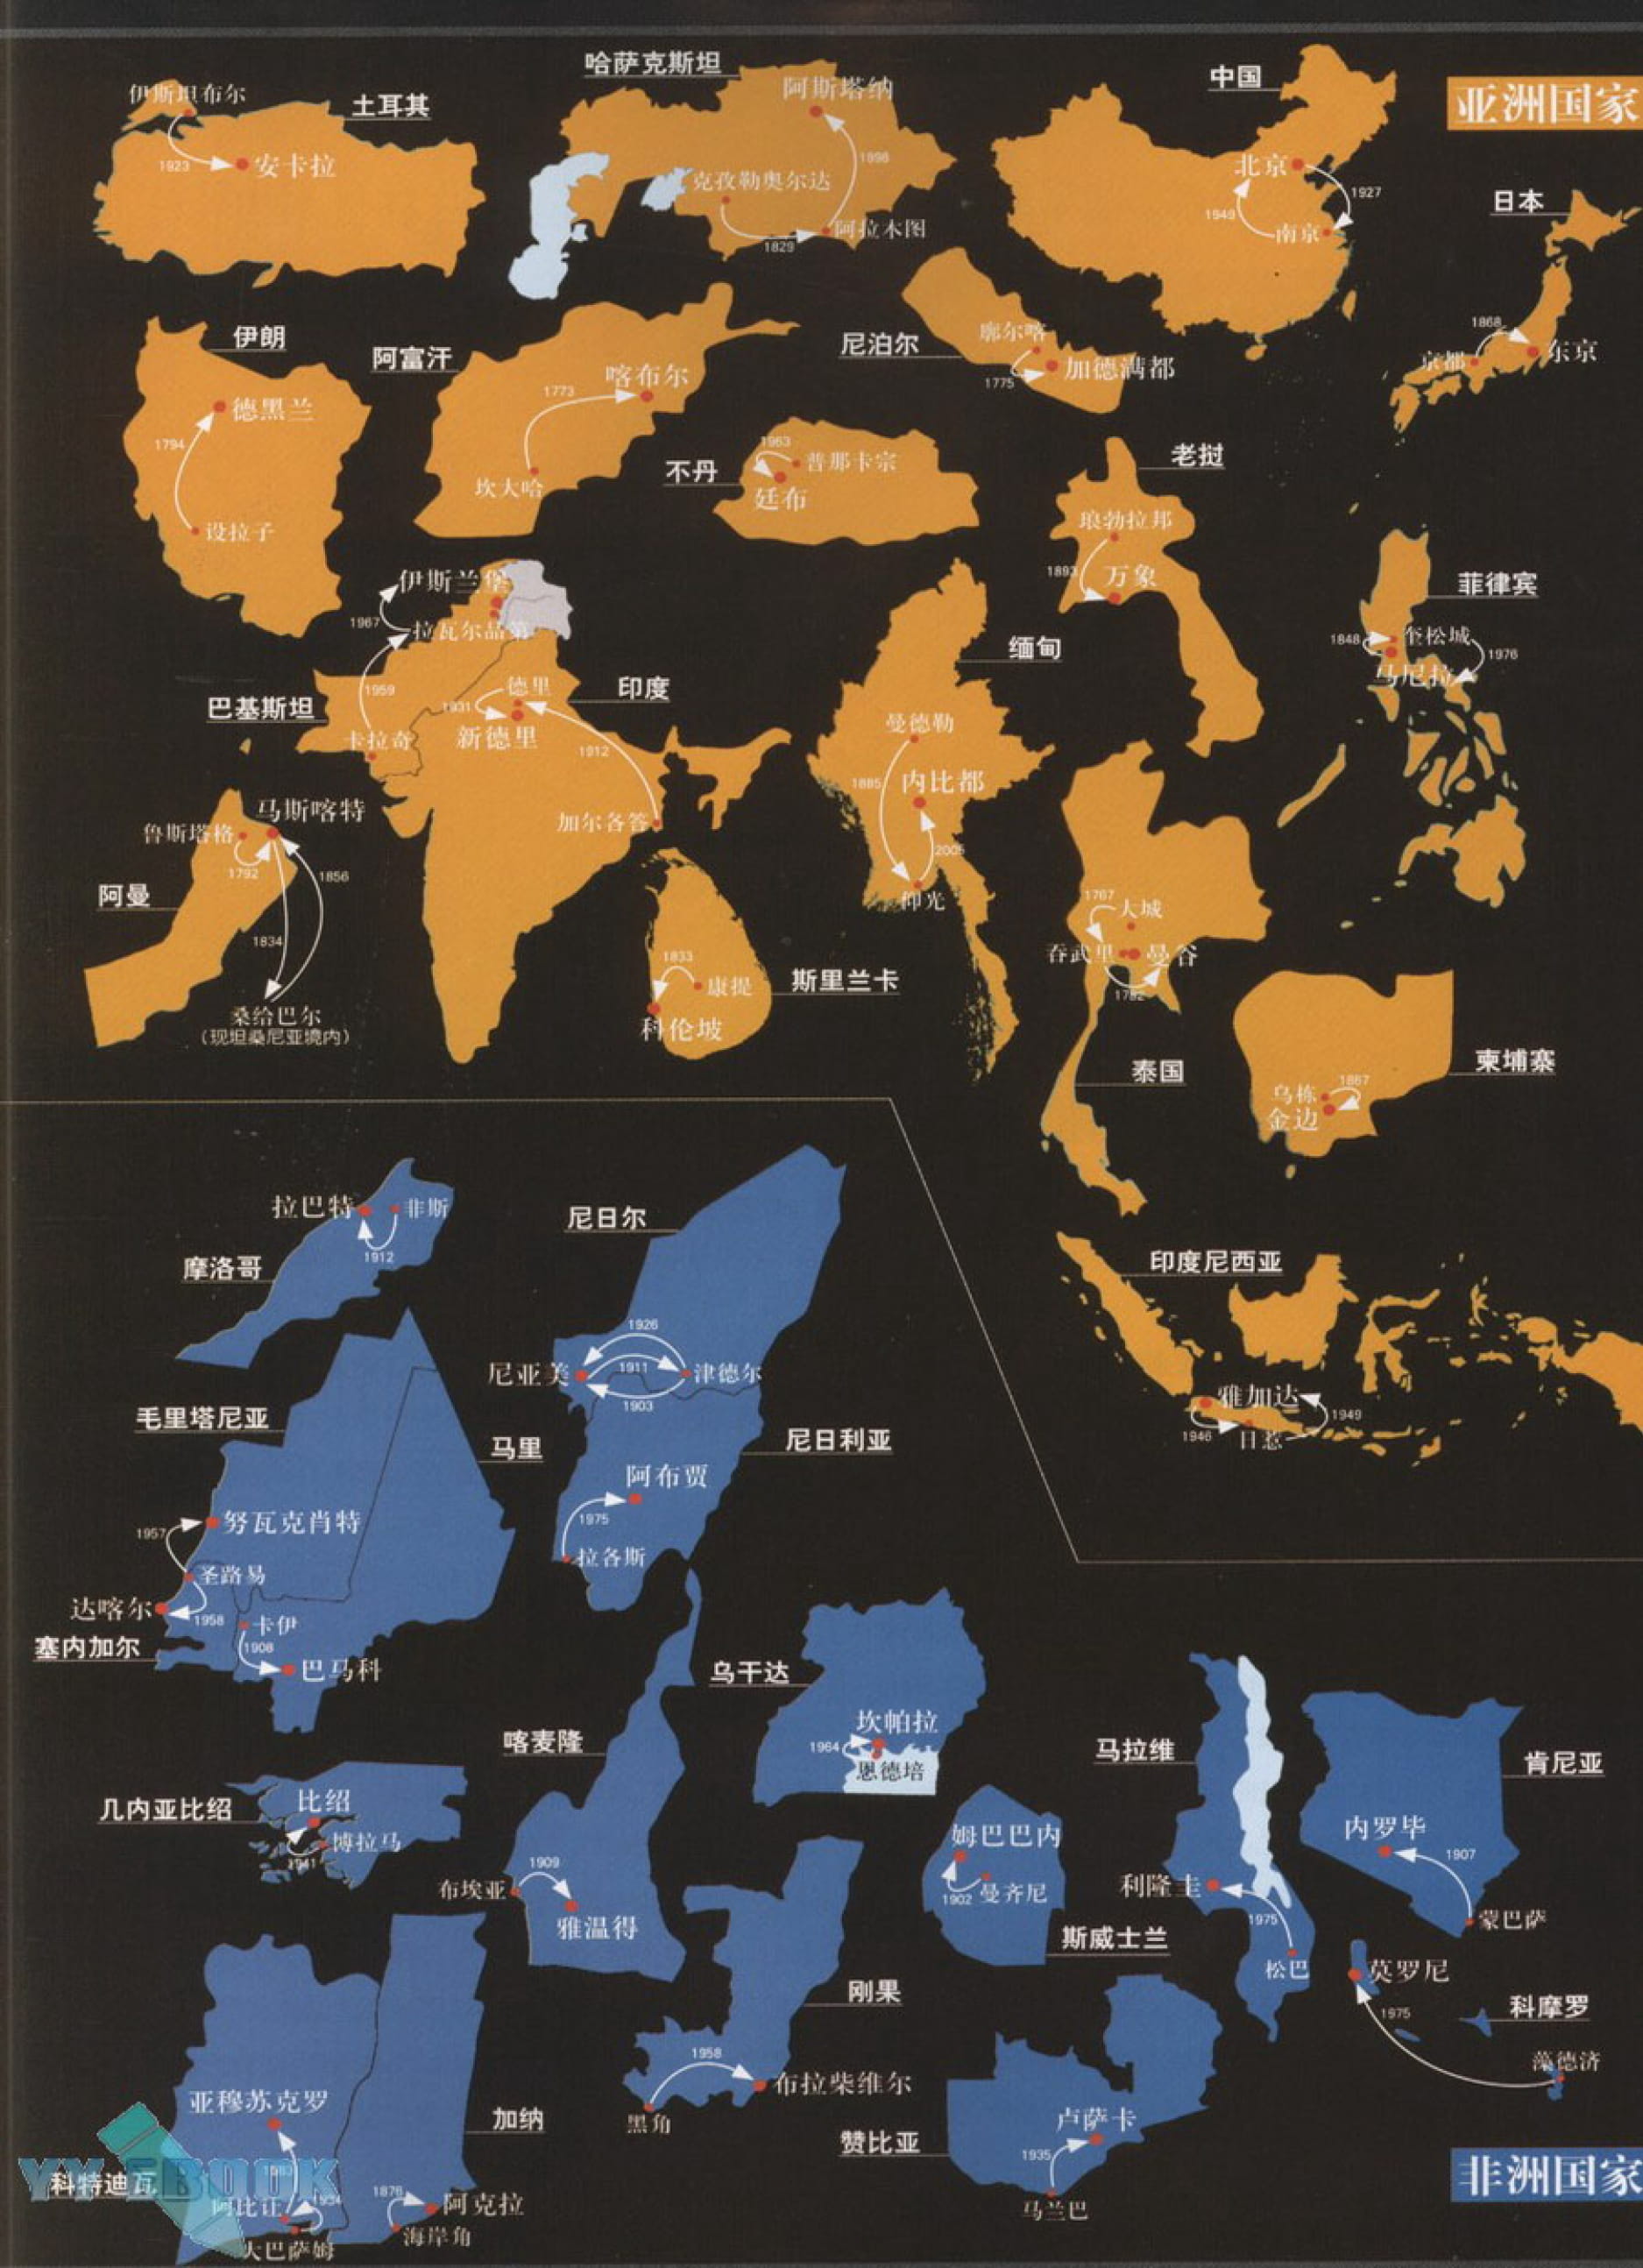 亚洲国家
土耳其
伊斯坦布尔
1923
安卡拉
哈萨克斯坦
阿斯塔纳
1998
克孜勒奥尔达
1829
阿拉木图
中国
北京
1927
1949
南京
日本
1868
京都
东京
伊朗
德黑兰
1794
设拉子
阿富汗
喀布尔
1773
坎大哈
尼泊尔
廓尔喀
1775
加德满都
不丹
1963
普那卡宗
廷布
老挝
琅勃拉邦
1893
万象
菲律宾
1848
奎松城
1976
马尼拉
巴基斯坦
伊斯兰堡
1967
拉瓦尔品第
1959
卡拉奇
印度
德里
1931
新德里
1912
加尔各答
缅甸
曼德勒
1885
内比都
2005
仰光
阿曼
马斯喀特
鲁斯塔格
1792
1856
1834
桑给巴尔
(现坦桑尼亚境内)
斯里兰卡
1833
康提
科伦坡
泰国
1767
大城
吞武里
曼谷
1782
柬埔寨
1867
乌栋
金边
印度尼西亚
雅加达
1949
1946
日惹
摩洛哥
拉巴特
非斯
1912
尼日尔
1926
尼亚美
1911
津德尔
1903
毛里塔尼亚
努瓦克肖特
1957
圣路易
马里
卡伊
1908
巴马科
尼日利亚
阿布贾
1975
拉各斯
达喀尔
1958
塞内加尔
乌干达
坎帕拉
1964
恩德培
喀麦隆
1909
布埃亚
雅温得
马拉维
利隆圭
1975
松巴
肯尼亚
内罗毕
1907
蒙巴萨
几内亚比绍
比绍
博拉马
1941
姆巴巴内
1902
曼齐尼
斯威士兰
刚果
1958
布拉柴维尔
黑角
莫罗尼
科摩罗
1975
藻德济
赞比亚
卢萨卡
1935
马兰巴
亚穆苏克罗
科特迪瓦
1983
阿比让
1934
大巴萨姆
加纳
1876
阿克拉
海岸角
非洲国家
YY EBOOK